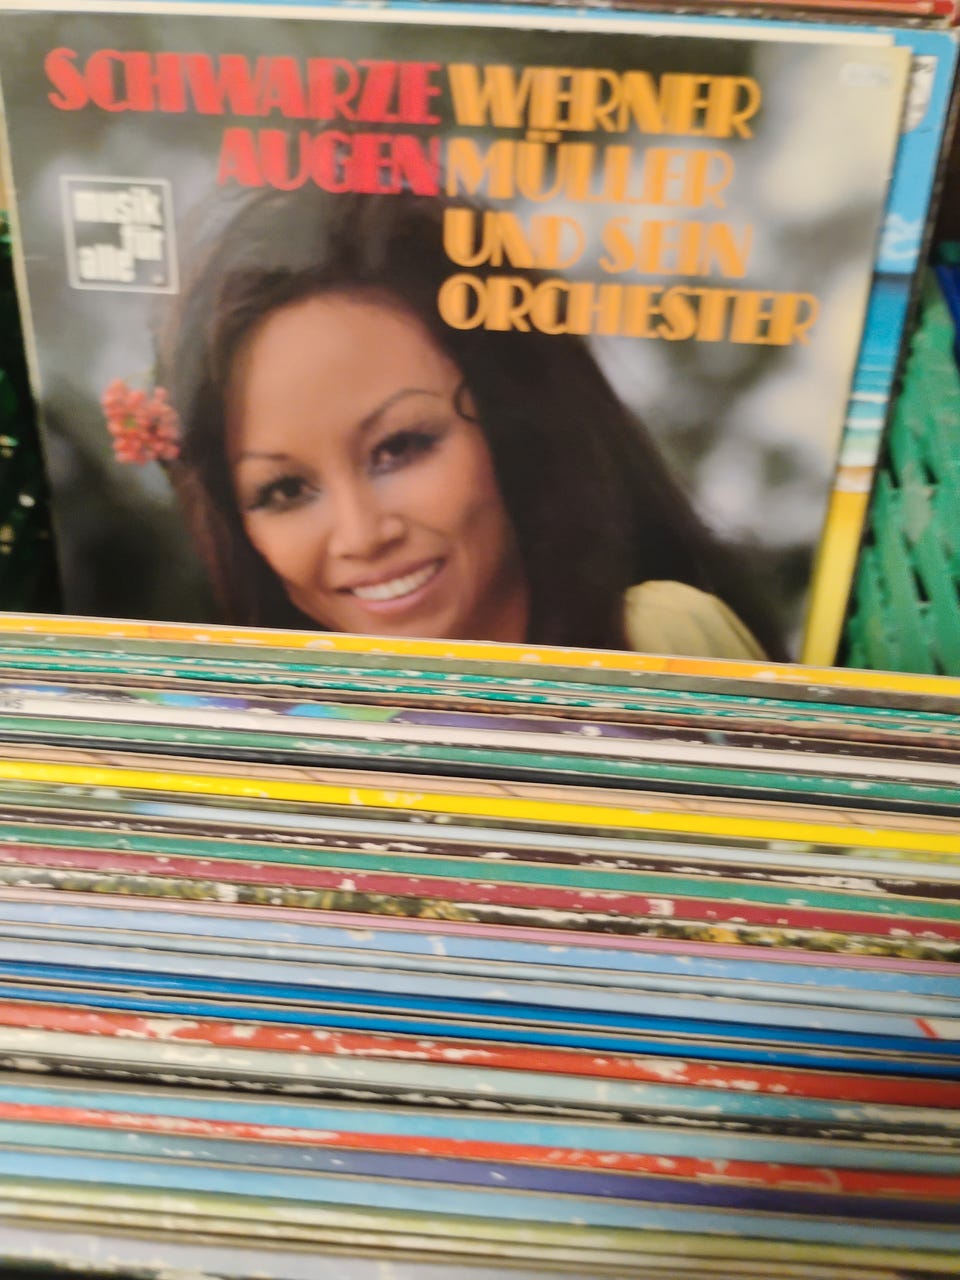 SCHWARZE
AUGEN
WERNER
MÜLLER
UND SEIN
ORCHESTER
musik
für
alle